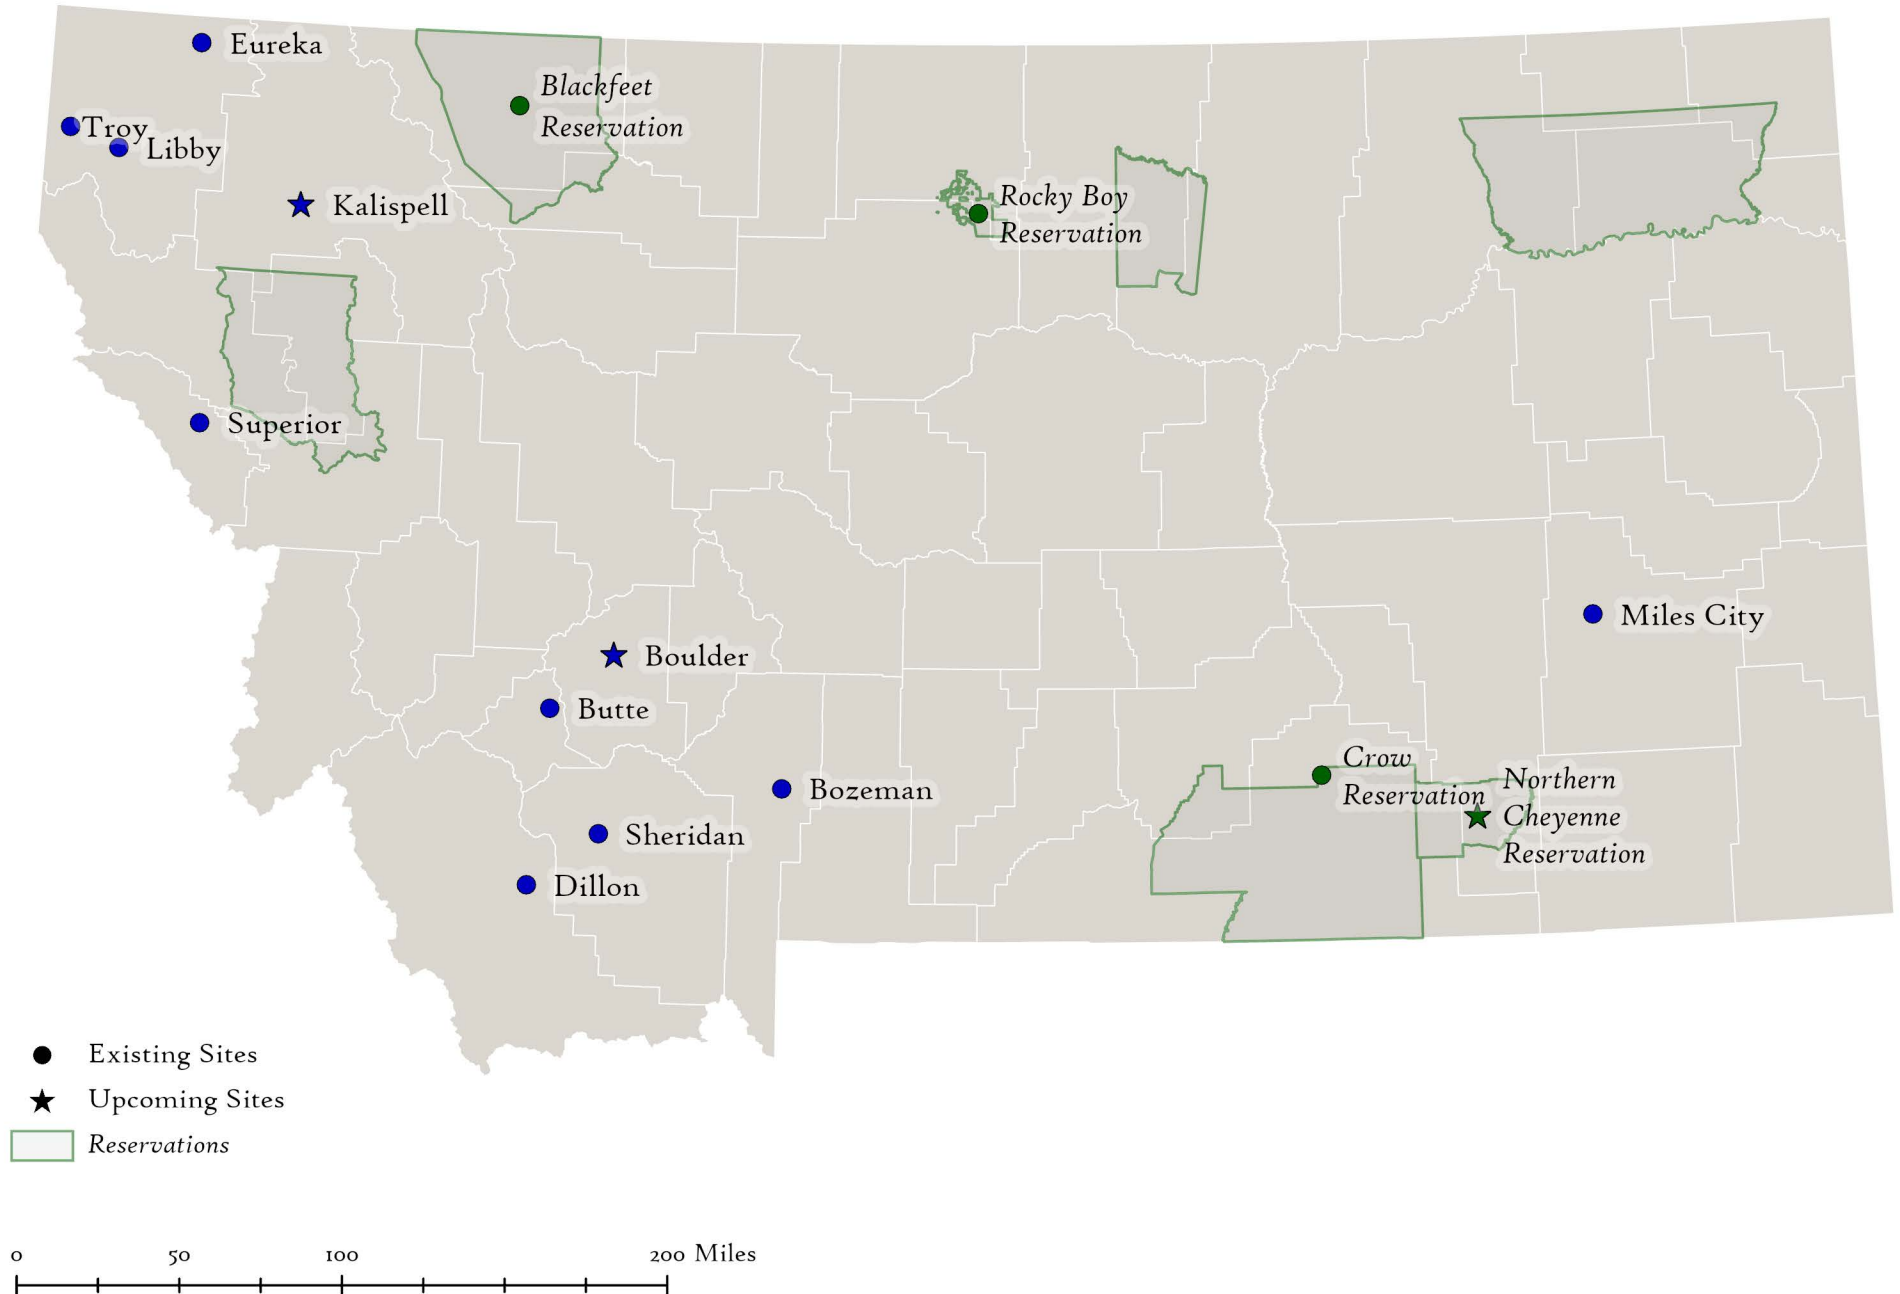 Eureka
Blackfeet
Reservation
Troy
Libby
Kalispell
Rocky Boy
Reservation
Superior
Miles City
Boulder
Butte
Crow
Reservation
Northern
Cheyenne
Reservation
Bozeman
Sheridan
Dillon
Existing Sites
Upcoming Sites
Reservations
0 50 100 200 Miles